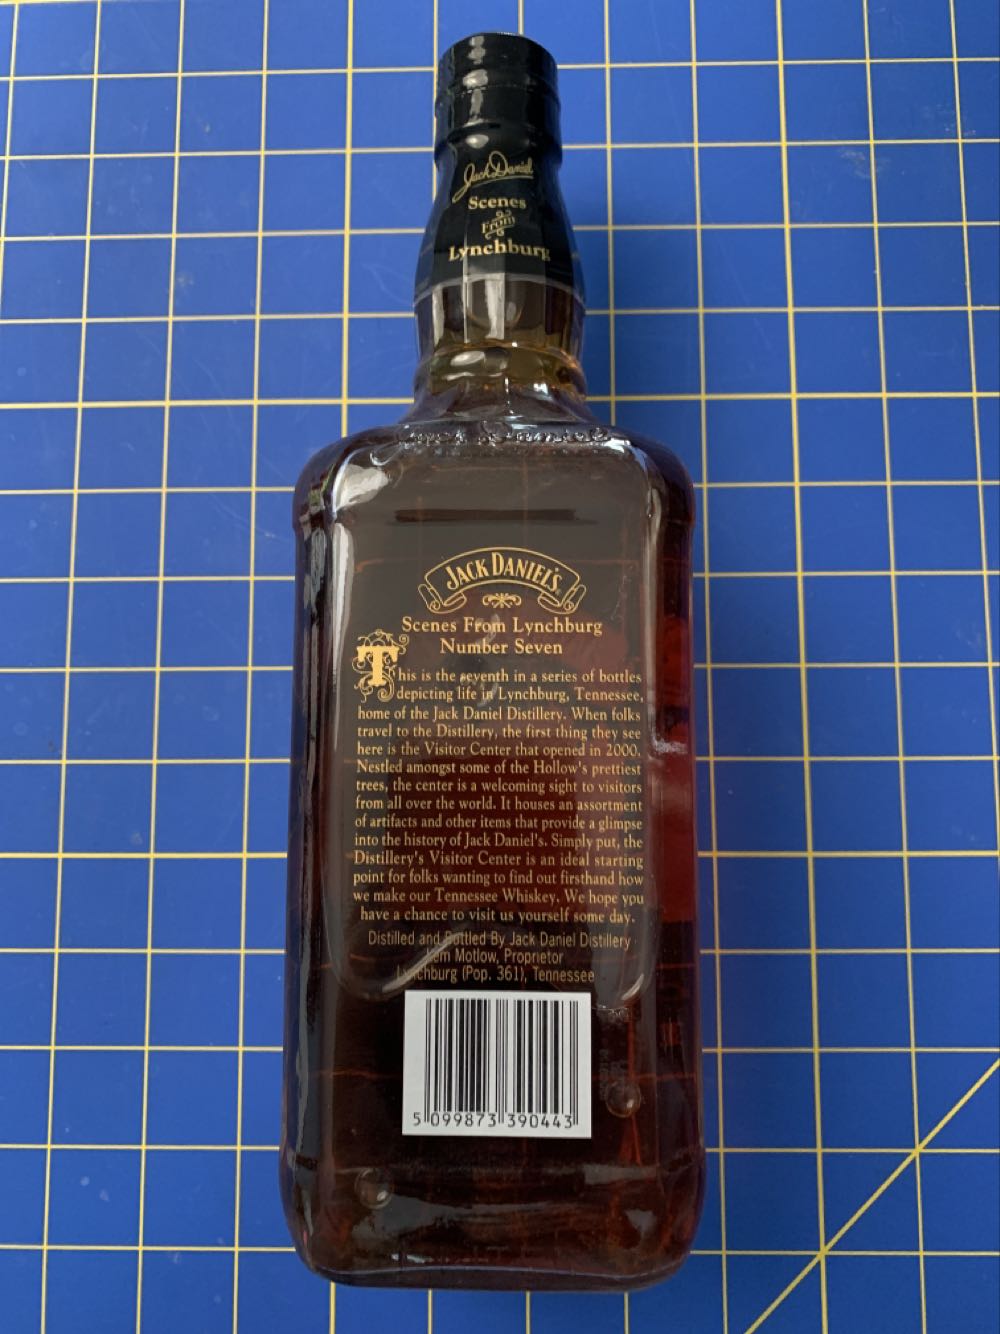 Jack Daniel
Scenes
From
Lynchburg
JACK DANIEL'S
Scenes From Lynchburg
Number Seven
This is the seventh in a series of bottles
depicting life in Lynchburg, Tennessee,
home of the Jack Daniel Distillery. When folks
travel to the Distillery, the first thing they see
here is the Visitor Center that opened in 2000.
Nestled amongst some of the Hollow's prettiest
trees, the center is a welcoming sight to visitors
from all over the world. It houses an assortment
of artifacts and other items that provide a glimpse
into the history of Jack Daniel's. Simply put, the
Distillery's Visitor Center is an ideal starting
point for folks wanting to find out firsthand how
we make our Tennessee Whiskey. We hope you
have a chance to visit us yourself some day.
Distilled and Bottled By Jack Daniel Distillery
Lem Motlow, Proprietor
Lynchburg (Pop. 361), Tennessee
5 099873 390443